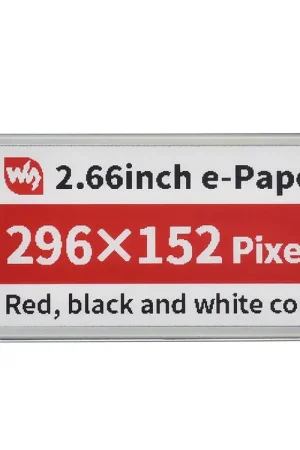 2.66inch e-Pape
296×152 Pixe
Red, black and white co